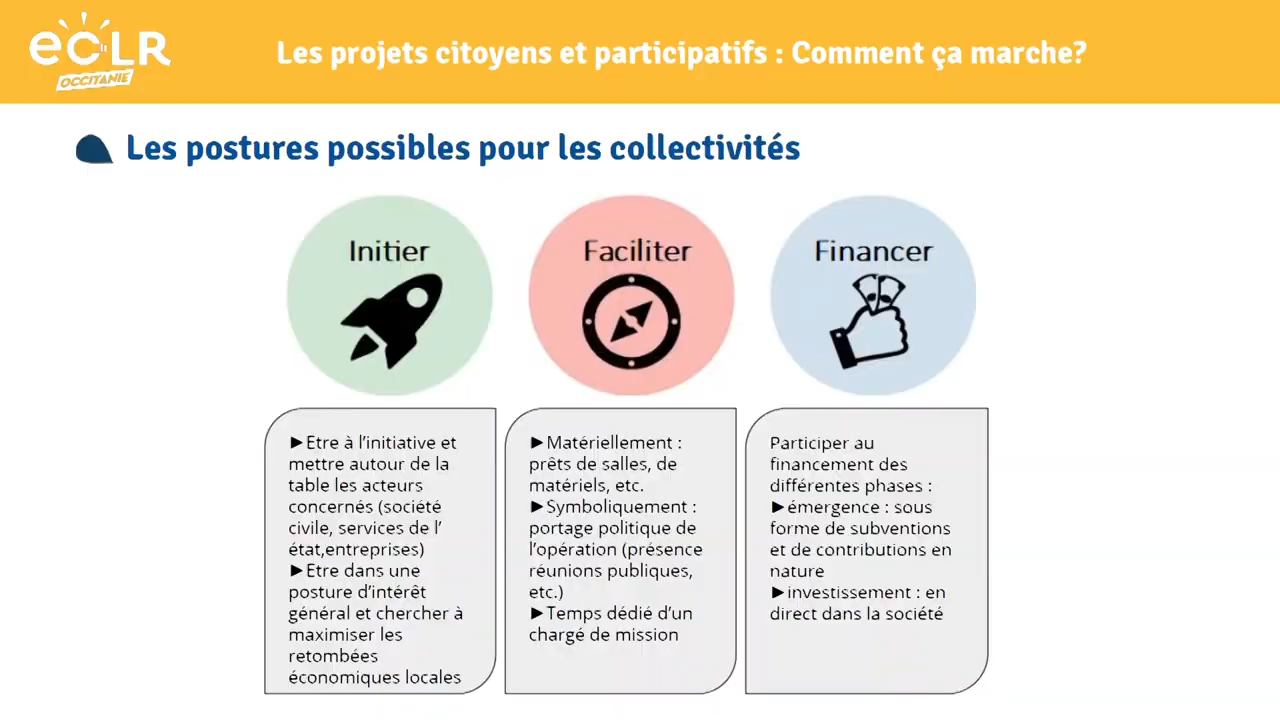 eCLR
OCCITANIE
Les projets citoyens et participatifs : Comment ça marche?
Les postures possibles pour les collectivités
Initier
►Etre à l’initiative et
mettre autour de la
table les acteurs
concernés (société
civile, services de l’
état,entreprises)
►Etre dans une
posture d’intérêt
général et chercher à
maximiser les
retombées
économiques locales
Faciliter
►Matériellement :
prêts de salles, de
matériels, etc.
►Symboliquement :
portage politique de
l’opération (présence
réunions publiques,
etc.)
►Temps dédié d’un
chargé de mission
Financer
Participer au
financement des
différentes phases :
►émergence : sous
forme de subventions
et de contributions en
nature
►investissement : en
direct dans la société